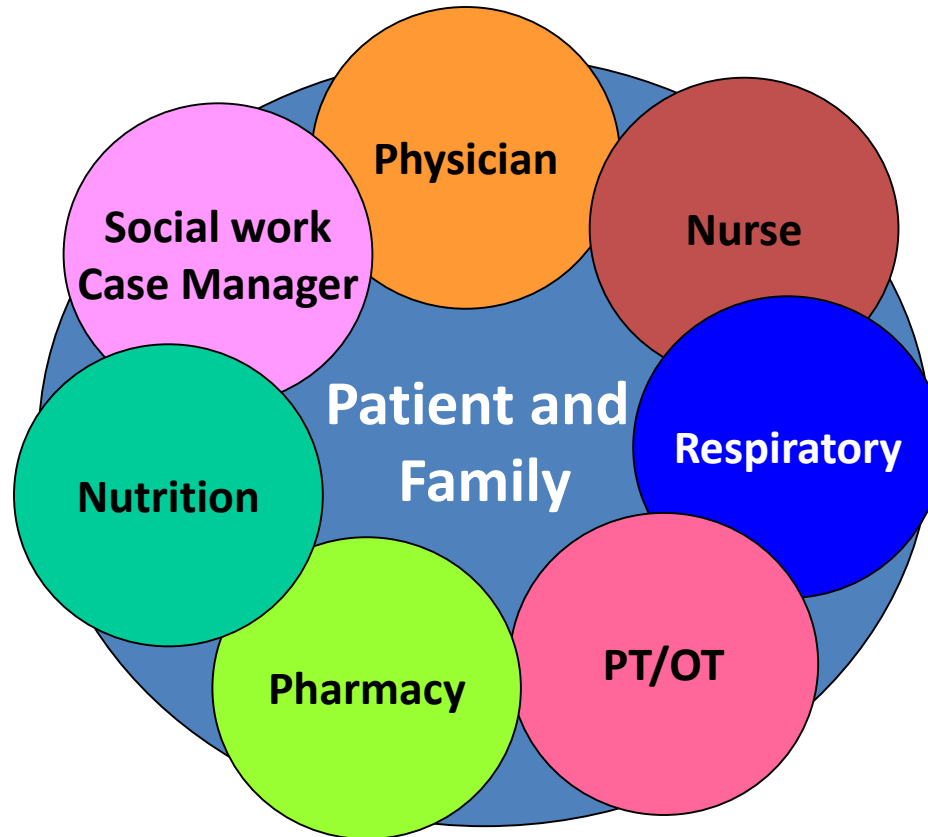 Physician
Social work
Case Manager
Nurse
Patient and
Family
Respiratory
Nutrition
PT/OT
Pharmacy